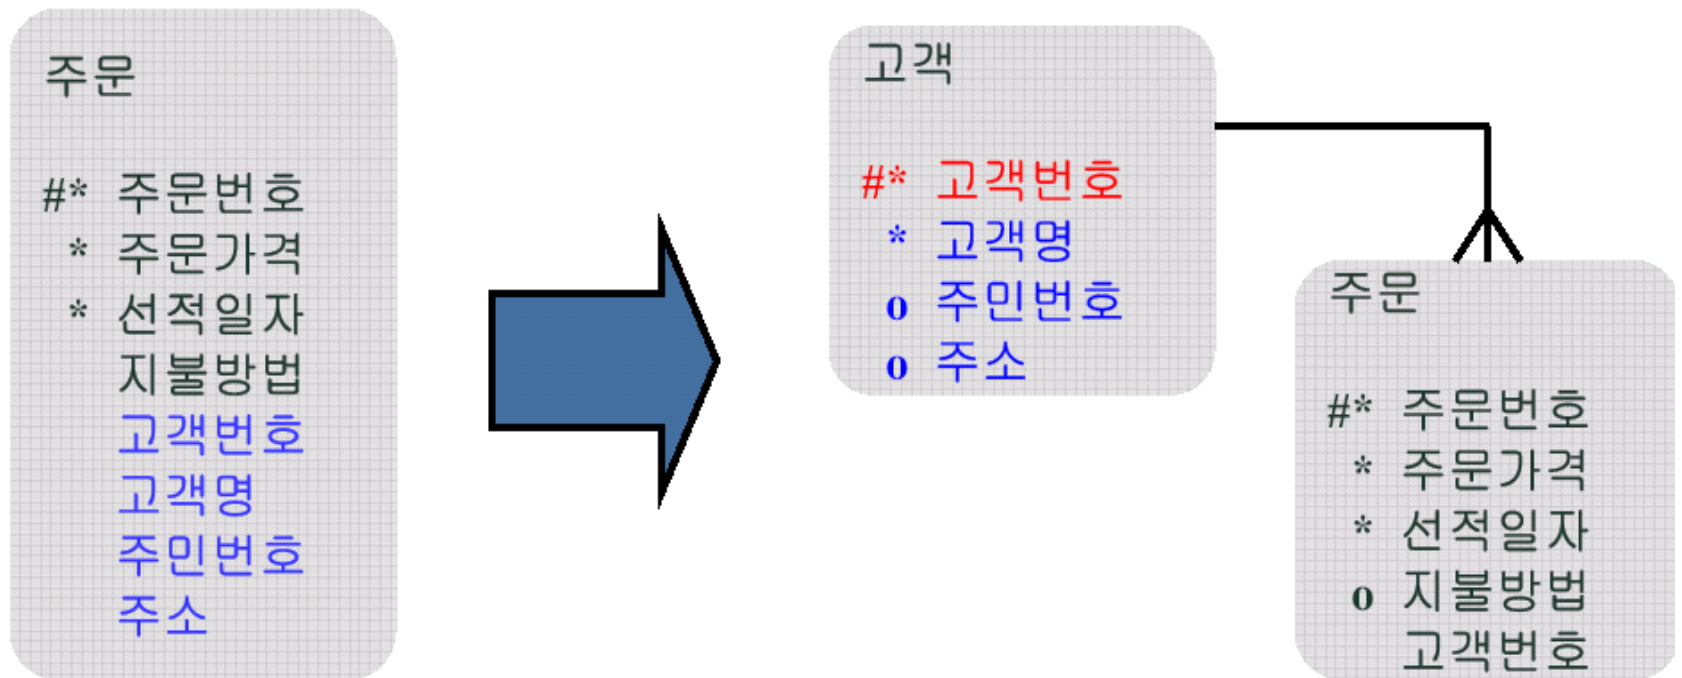 주문
#* 주문번호
* 주문가격
* 선적일자
지불방법
고객번호
고객명
주민번호
주소
고객
#* 고객번호
* 고객명
o 주민번호
o 주소
주문
#* 주문번호
* 주문가격
* 선적일자
o 지불방법
고객번호